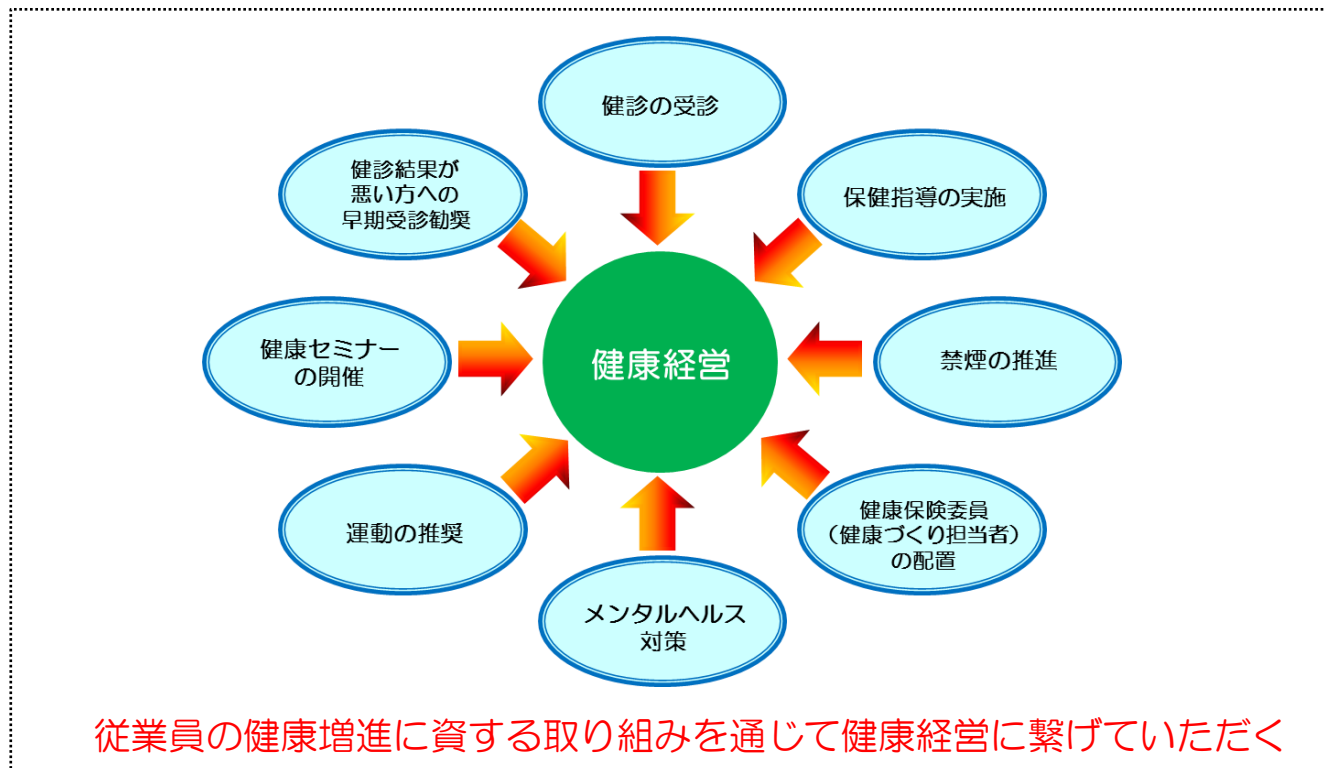 健診の受診
健診結果が
悪い方への
早期受診勧奨
保健指導の実施
健康セミナー
の開催
健康経営
禁煙の推進
運動の推奨
健康保険委員
（健康づくり担当者）
の配置
メンタルヘルス
対策
従業員の健康増進に資する取り組みを通じて健康経営に繋げていただく